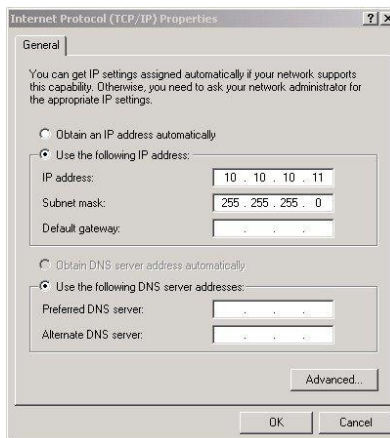 Internet Protocol (TCP/IP) Properties
? ×
General
You can get IP settings assigned automatically if your network supports
this capability. Otherwise, you need to ask your network administrator for
the appropriate IP settings.
Obtain an IP address automatically
Use the following IP address:
IP address: 10 . 10 . 10 . 11
Subnet mask: 255 . 255 . 255 . 0
Default gateway: . . .
Obtain DNS server address automatically
Use the following DNS server addresses:
Preferred DNS server: . . .
Alternate DNS server: . . .
Advanced...
OK Cancel